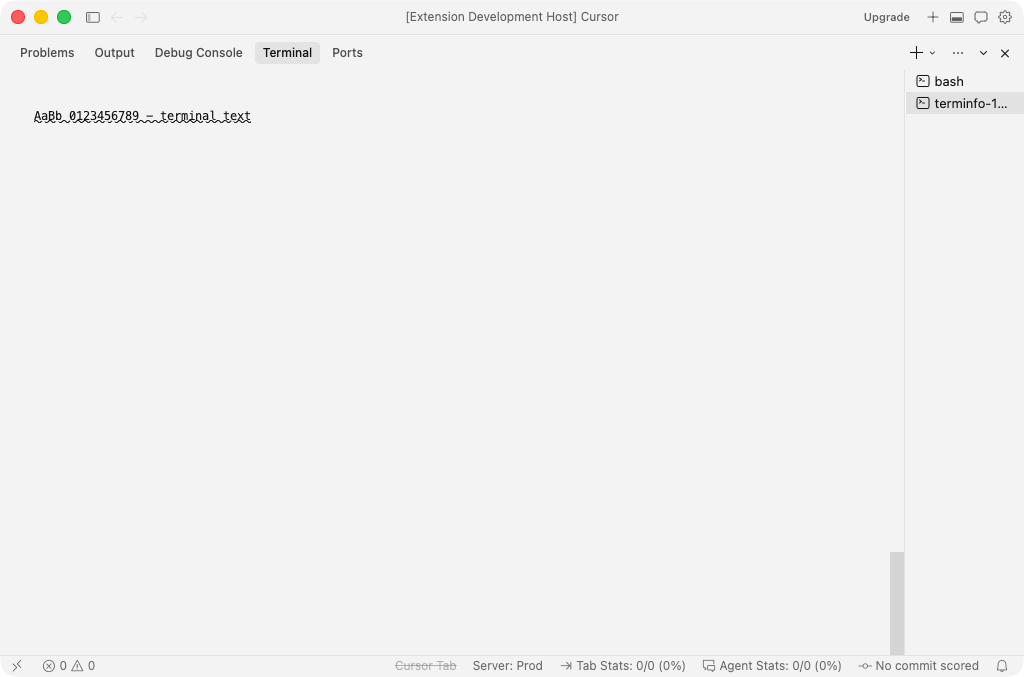 [Extension Development Host] Cursor
Upgrade
Problems Output Debug Console Terminal Ports
bash
terminfo-1...
AaBb 0123456789 — terminal text
0 0 Cursor Tab Server: Prod Tab Stats: 0/0 (0%) Agent Stats: 0/0 (0%) No commit scored